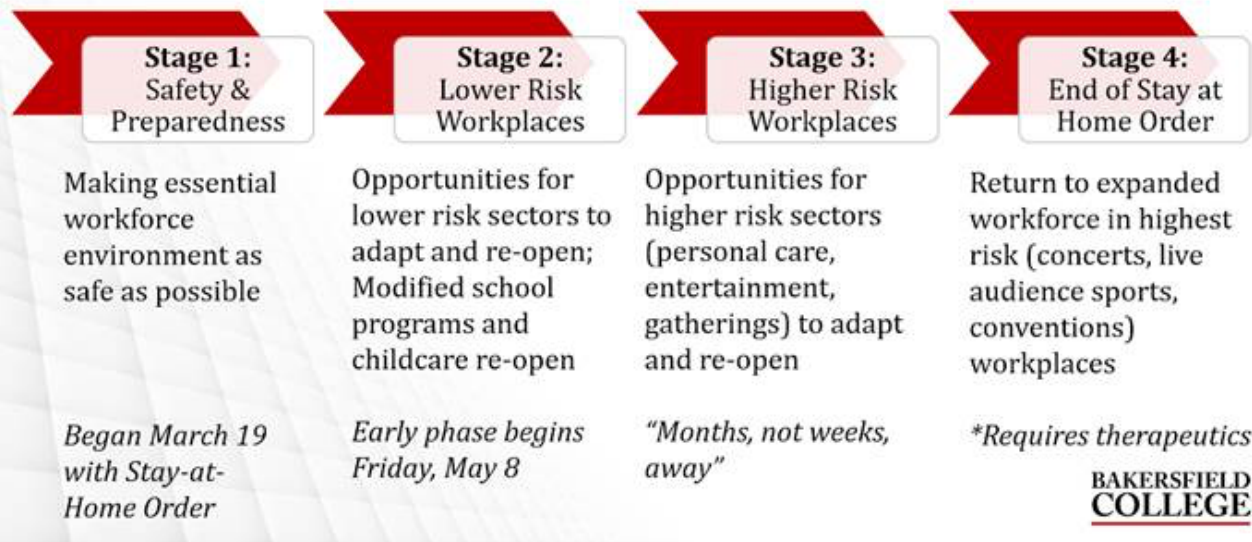 Stage 1:
Safety &
Preparedness
Making essential
workforce
environment as
safe as possible
Began March 19
with Stay-at-
Home Order
Stage 2:
Lower Risk
Workplaces
Opportunities for
lower risk sectors to
adapt and re-open;
Modified school
programs and
childcare re-open
Early phase begins
Friday, May 8
Stage 3:
Higher Risk
Workplaces
Opportunities for
higher risk sectors
(personal care,
entertainment,
gatherings) to adapt
and re-open
“Months, not weeks,
away”
Stage 4:
End of Stay at
Home Order
Return to expanded
workforce in highest
risk (concerts, live
audience sports,
conventions)
workplaces
*Requires therapeutics
BAKERSFIELD
COLLEGE